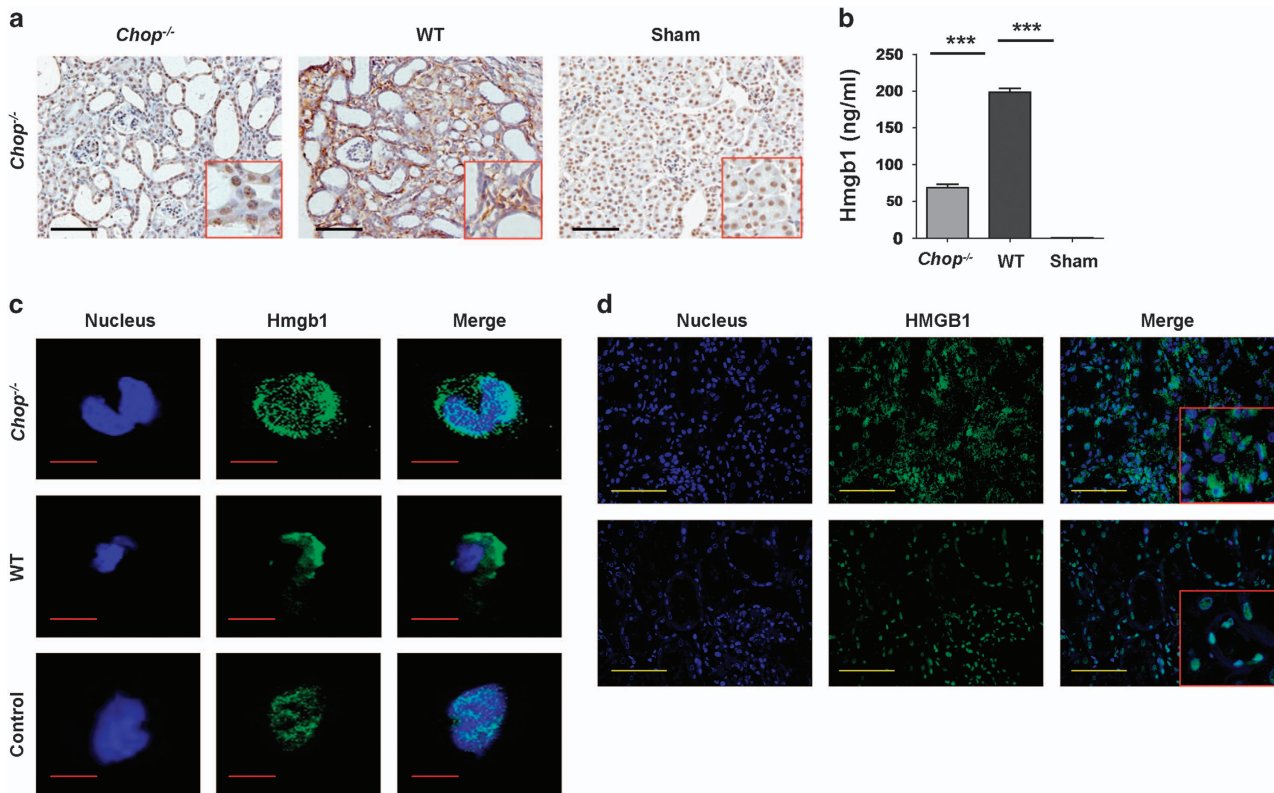 a
Chop-/-
WT
Sham
Chop-/-
b
***
***
Hmgb1 (ng/ml)
250
200
150
100
50
0
Chop-/-
WT
Sham
c
Nucleus
Hmgb1
Merge
Chop-/-
WT
Control
d
Nucleus
HMGB1
Merge